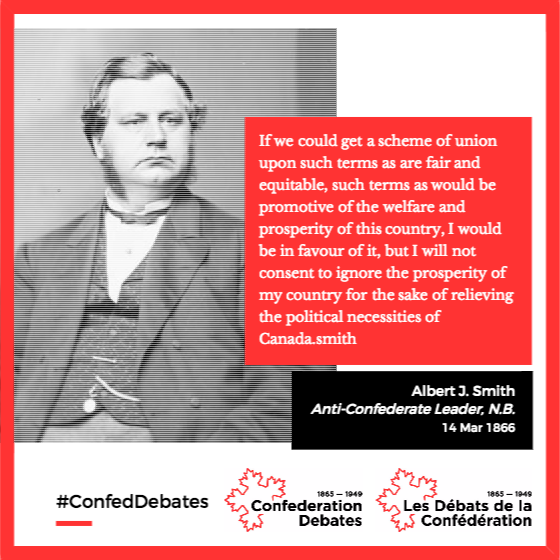 If we could get a scheme of union
upon such terms as are fair and
equitable, such terms as would be
promotive of the welfare and
prosperity of this country, I would
be in favour of it, but I will not
consent to ignore the prosperity of
my country for the sake of relieving
the political necessities of
Canada.smith
Albert J. Smith
Anti-Confederate Leader, N.B.
14 Mar 1866
#ConfedDebates
1865 — 1949
Confederation
Debates
1865 — 1949
Les Débats de la
Confédération